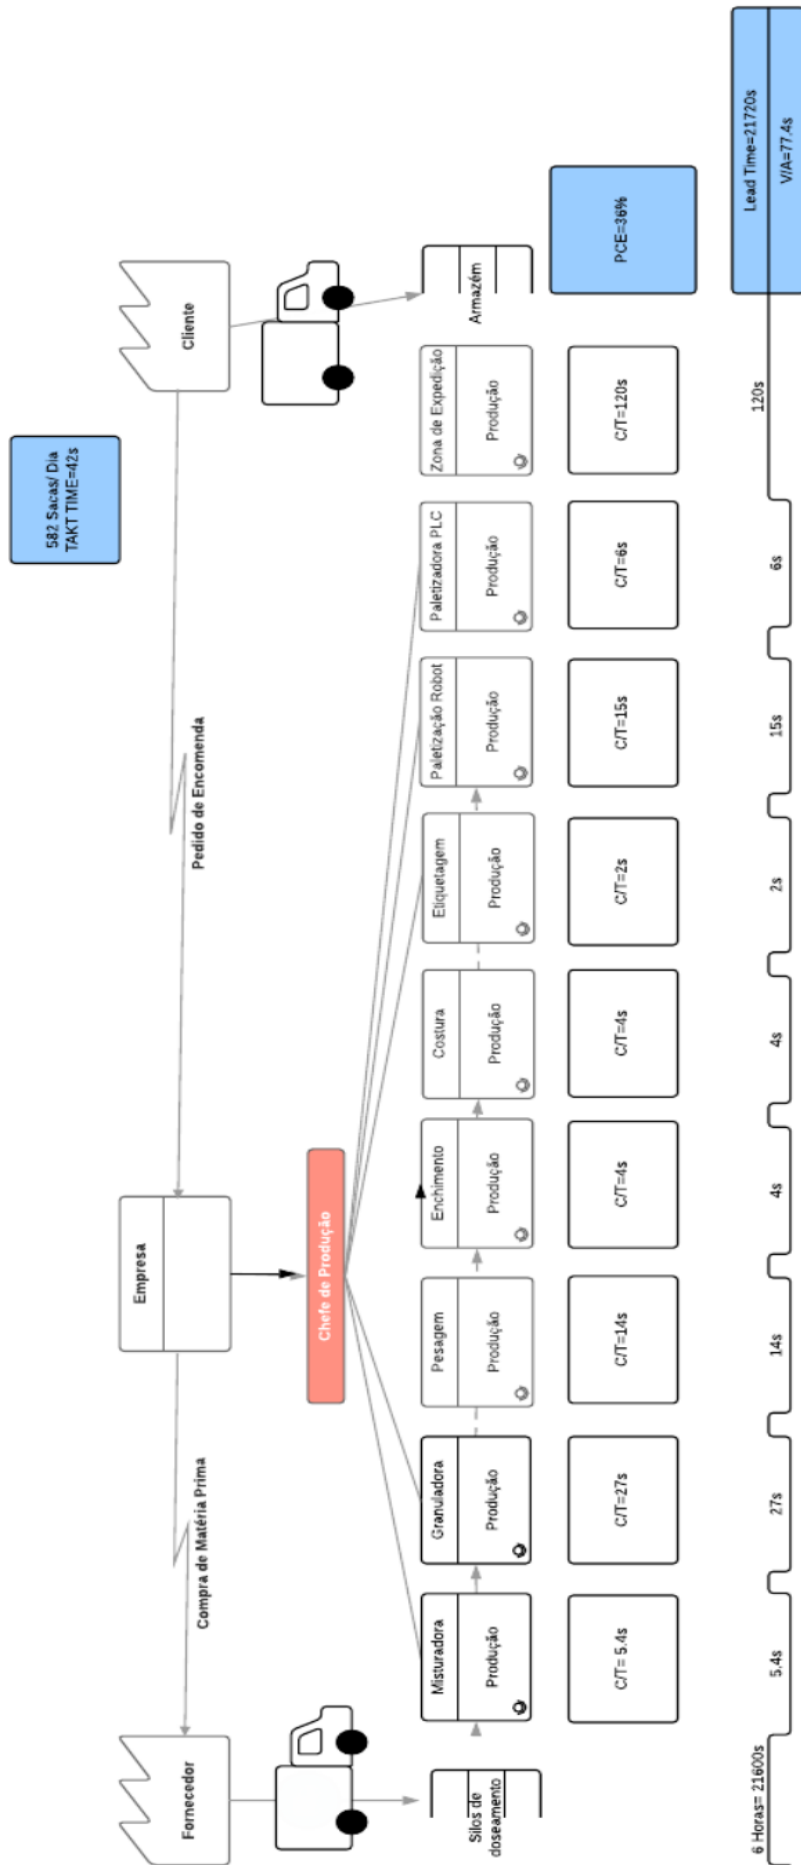 582 Sacas/ Dia
TAKT TIME=42s
Fornecedor
Compra de Matéria Prima
Empresa
Pedido de Encomenda
Cliente
Chefe de Produção
Silos de
doseamento
Misturadora
Produção
Granuladora
Produção
Pesagem
Produção
Enchimento
Produção
Costura
Produção
Etiquetagem
Produção
Paletização Robot
Produção
Paletizadora PLC
Produção
Zona de Expedição
Produção
Armazém
C/T= 5.4s
C/T=27s
C/T=14s
C/T=4s
C/T=4s
C/T=2s
C/T=15s
C/T=6s
C/T=120s
PCE=36%
6 Horas= 21600s
5.4s
27s
14s
4s
4s
2s
15s
6s
120s
Lead Time=21720s
V/A=77.4s